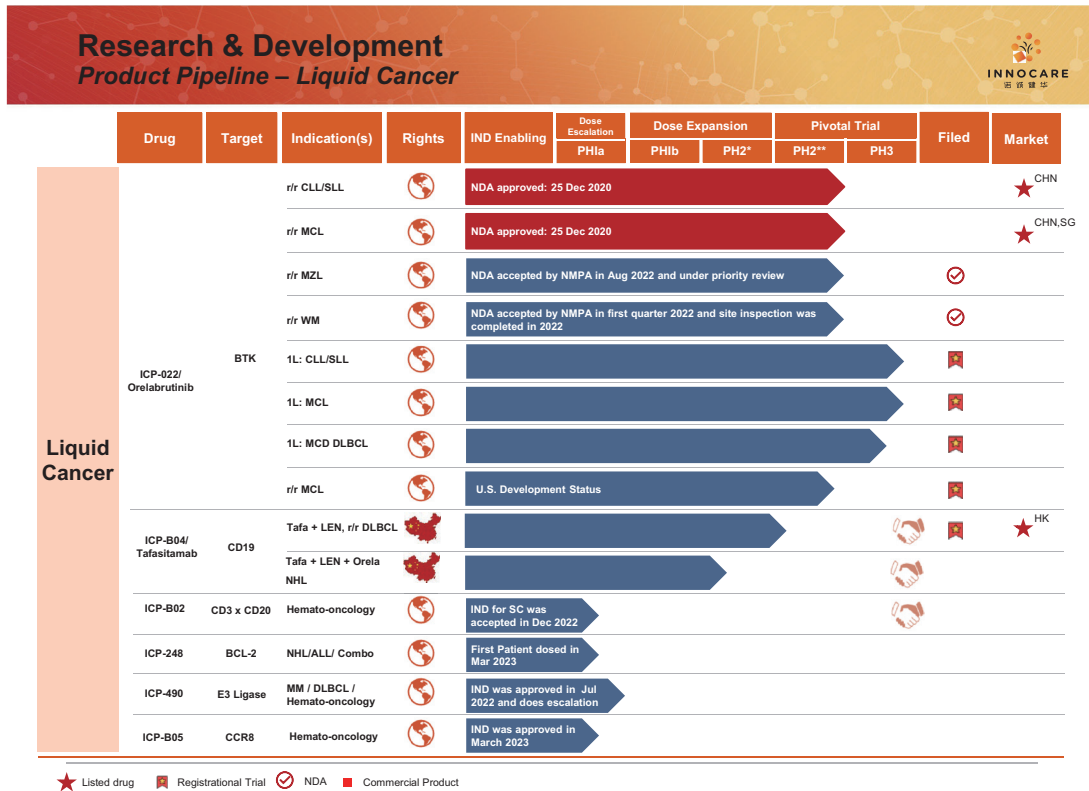 Research & Development
Product Pipeline – Liquid Cancer
INNOCARE
诺诚健华
Drug
Target
Indication(s)
Rights
IND Enabling
Dose
Escalation
PHIa
Dose Expansion
PHIb
PH2*
Pivotal Trial
PH2**
PH3
Filed
Market
Liquid
Cancer
ICP-022/
Orelabrutinib
BTK
r/r CLL/SLL
NDA approved: 25 Dec 2020
CHN
r/r MCL
NDA approved: 25 Dec 2020
CHN,SG
r/r MZL
NDA accepted by NMPA in Aug 2022 and under priority review
r/r WM
NDA accepted by NMPA in first quarter 2022 and site inspection was
completed in 2022
1L: CLL/SLL
1L: MCL
1L: MCD DLBCL
r/r MCL
U.S. Development Status
ICP-B04/
Tafasitamab
CD19
Tafa + LEN, r/r DLBCL
HK
Tafa + LEN + Orela
NHL
ICP-B02
CD3 x CD20
Hemato-oncology
IND for SC was
accepted in Dec 2022
ICP-248
BCL-2
NHL/ALL/ Combo
First Patient dosed in
Mar 2023
ICP-490
E3 Ligase
MM / DLBCL /
Hemato-oncology
IND was approved in Jul
2022 and does escalation
ICP-B05
CCR8
Hemato-oncology
IND was approved in
March 2023
Listed drug
Registrational Trial
NDA
Commercial Product